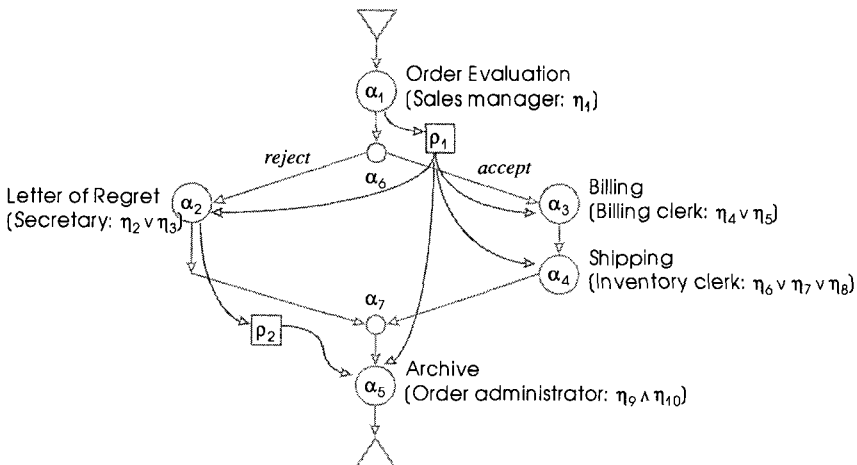 Order Evaluation
α₁
(Sales manager: η₁)
ρ₁
reject
accept
α₆
Letter of Regret
α₂
(Secretary: η₂ ∨ η₃)
Billing
α₃
(Billing clerk: η₄ ∨ η₅)
Shipping
α₄
(Inventory clerk: η₆ ∨ η₇ ∨ η₈)
α₇
ρ₂
Archive
α₅
(Order administrator: η₉ ∧ η₁₀)